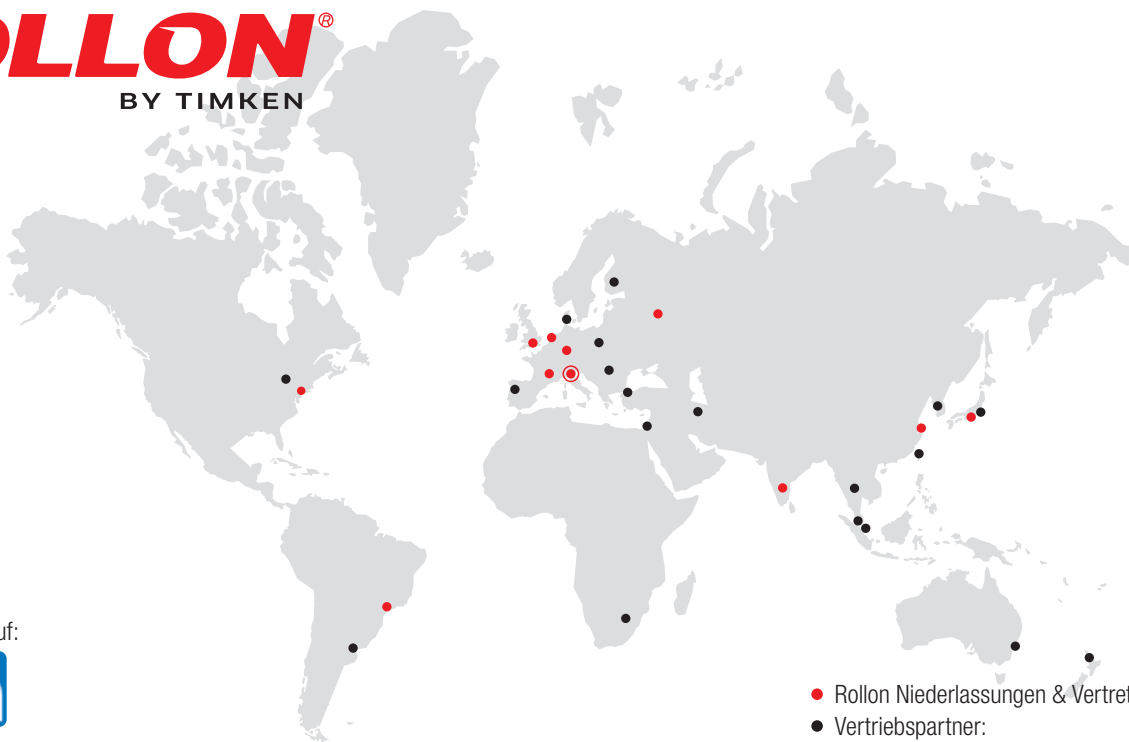 OLLON®
BY TIMKEN
uf:
Rollon Niederlassungen & Vertret
Vertriebspartner: